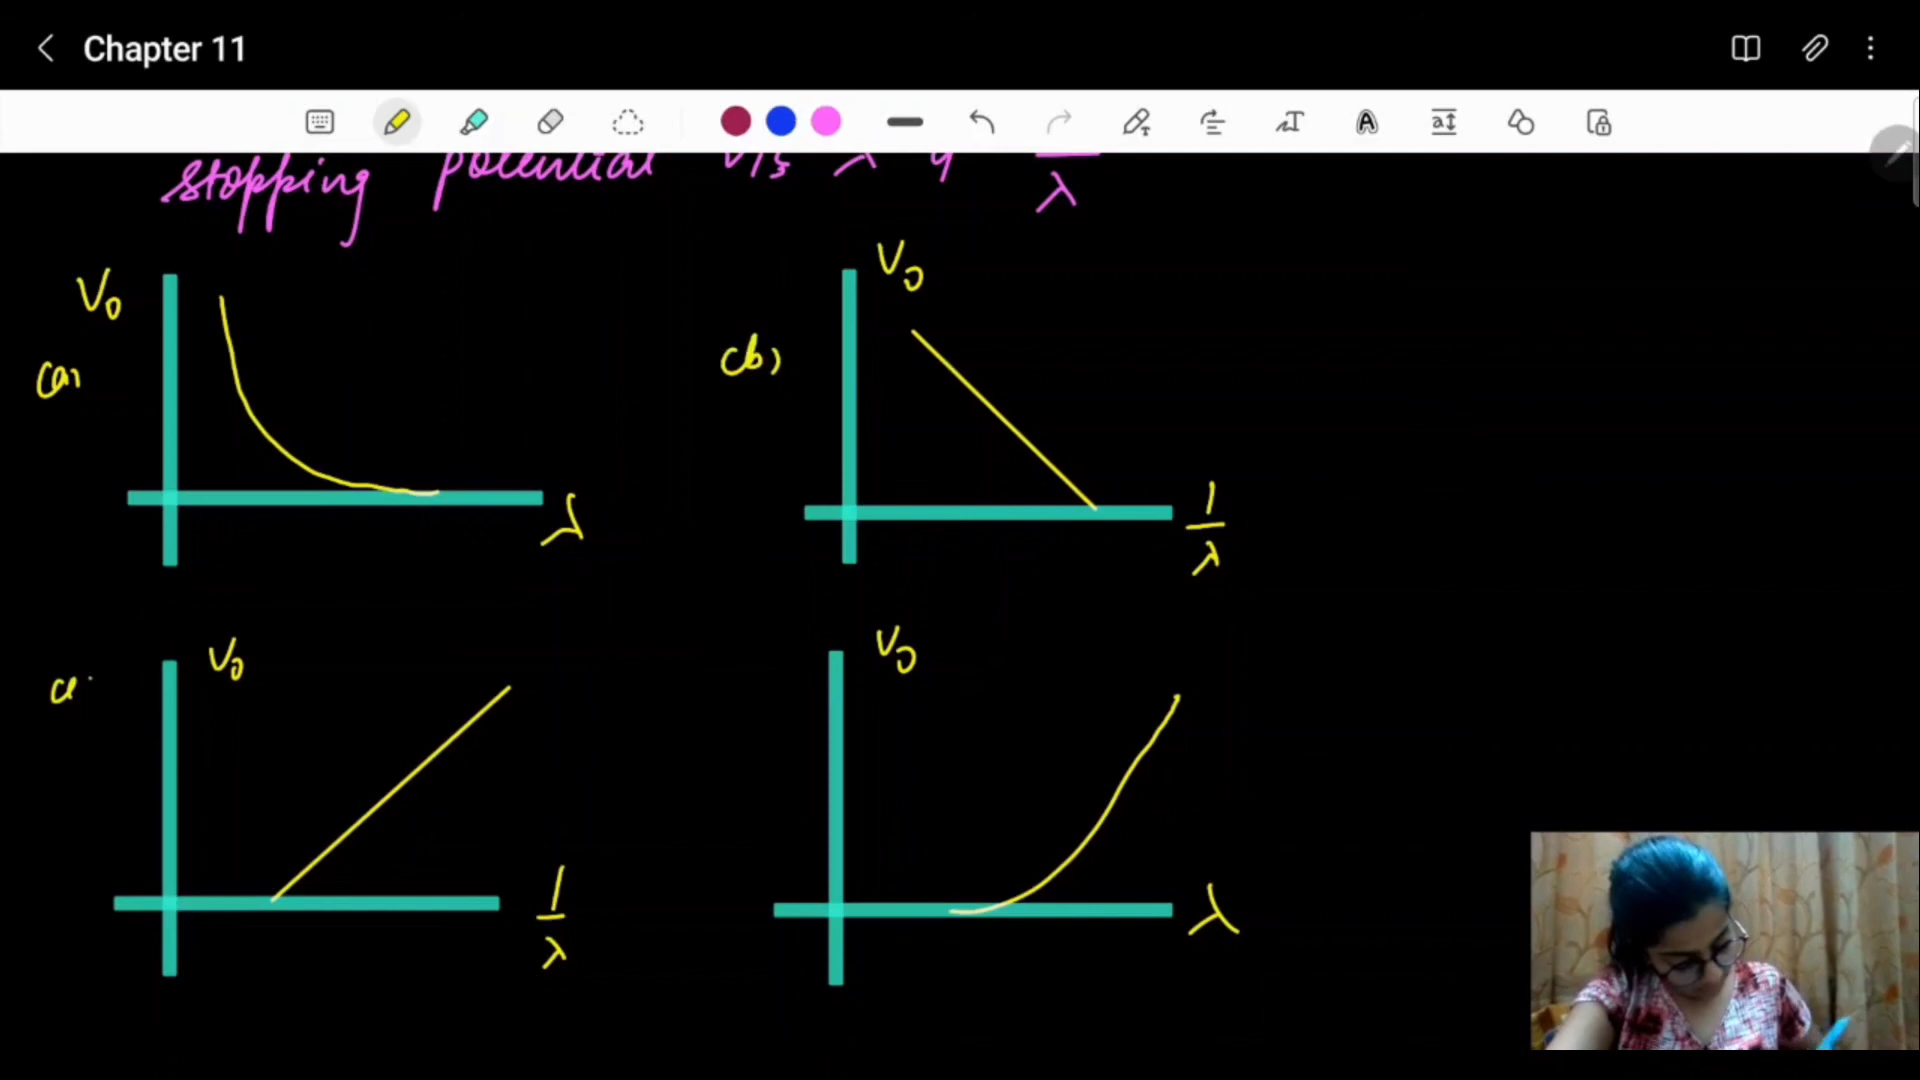 Chapter 11
stopping potential v/s λ
λ
V₀
(a)
λ
V₀
(b)
1
λ
V₀
1
λ
V₀
λ